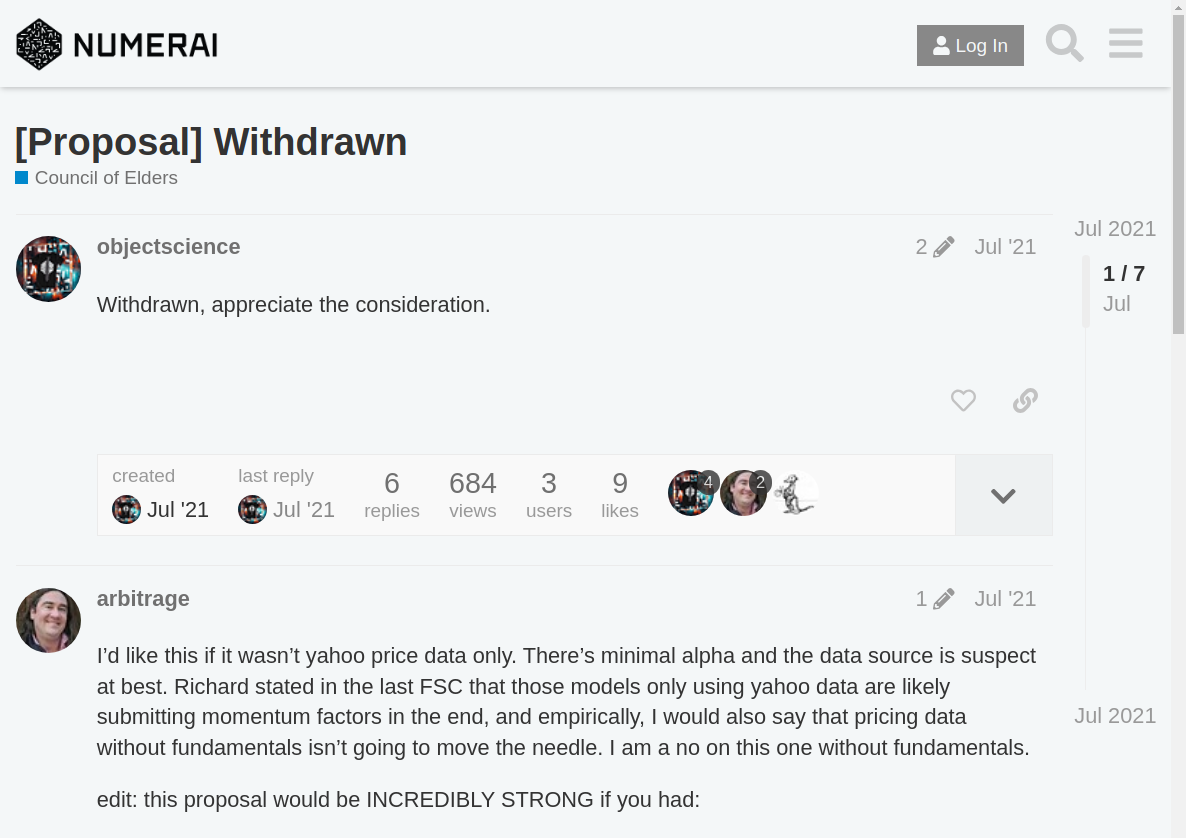 NUMERAI
Log In
[Proposal] Withdrawn
Council of Elders
objectscience
2
Jul '21
Jul 2021
1 / 7
Jul
Withdrawn, appreciate the consideration.
created
Jul '21
last reply
Jul '21
6
replies
684
views
3
users
9
likes
4
2
arbitrage
1
Jul '21
I’d like this if it wasn’t yahoo price data only. There’s minimal alpha and the data source is suspect
at best. Richard stated in the last FSC that those models only using yahoo data are likely
submitting momentum factors in the end, and empirically, I would also say that pricing data
without fundamentals isn’t going to move the needle. I am a no on this one without fundamentals.
Jul 2021
edit: this proposal would be INCREDIBLY STRONG if you had: